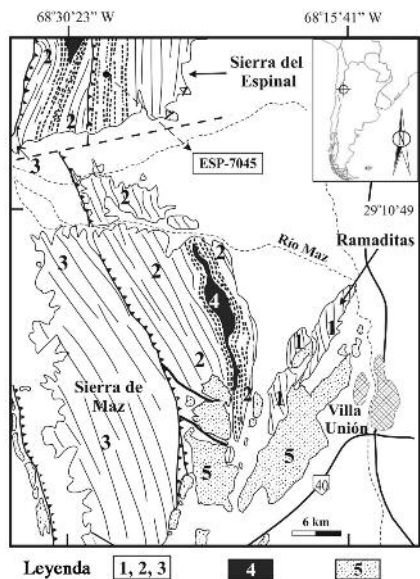 68°30'23" W
68°15'41" W
2
2
Sierra del
Espinal
2
3
ESP-7045
2
29°10'49
Río Maz
Ramaditas
3
2
2
4
1
1
2
2
1
Sierra de
Maz
3
Villa
Unión
5
5
40
6 km
Leyenda
1, 2, 3
4
5